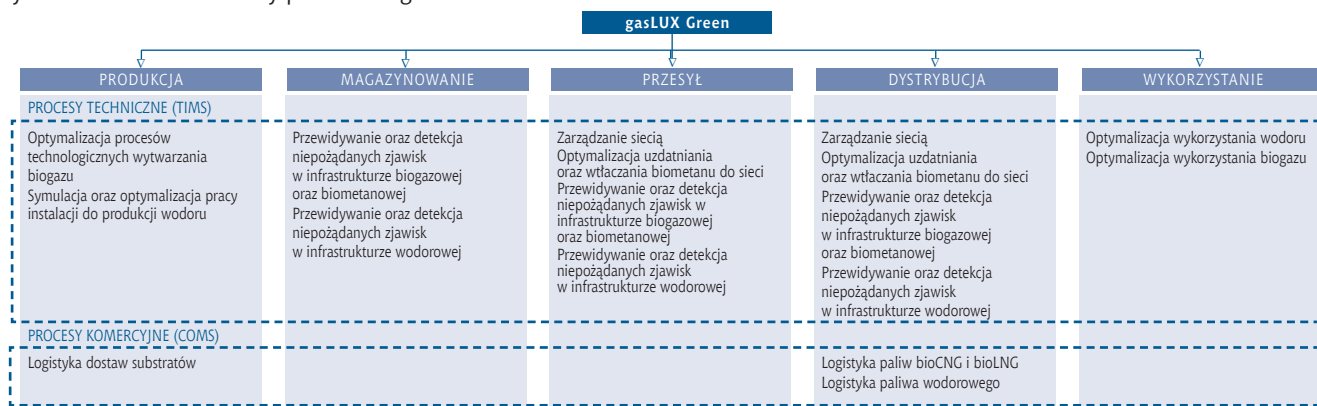 gasLUX Green
PRODUKCJA
MAGAZYNOWANIE
PRZESYŁ
DYSTRYBUCJA
WYKORZYSTANIE
PROCESY TECHNICZNE (TIMS)
Optymalizacja procesów
technologicznych wytwarzania
biogazu
Symulacja oraz optymalizacja pracy
instalacji do produkcji wodoru
Przewidywanie oraz detekcja
niepożądanych zjawisk
w infrastrukturze biogazowej
oraz biometanowej
Przewidywanie oraz detekcja
niepożądanych zjawisk
w infrastrukturze wodorowej
Zarządzanie siecią
Optymalizacja uzdatniania
oraz wtłaczania biometanu do sieci
Przewidywanie oraz detekcja
niepożądanych zjawisk w
infrastrukturze biogazowej
oraz biometanowej
Przewidywanie oraz detekcja
niepożądanych zjawisk
w infrastrukturze wodorowej
Zarządzanie siecią
Optymalizacja uzdatniania
oraz wtłaczania biometanu do sieci
Przewidywanie oraz detekcja
niepożądanych zjawisk
w infrastrukturze biogazowej
oraz biometanowej
Przewidywanie oraz detekcja
niepożądanych zjawisk
w infrastrukturze wodorowej
Optymalizacja wykorzystania wodoru
Optymalizacja wykorzystania biogazu
PROCESY KOMERCYJNE (COMS)
Logistyka dostaw substratów
Logistyka paliw bioCNG i bioLNG
Logistyka paliwa wodorowego